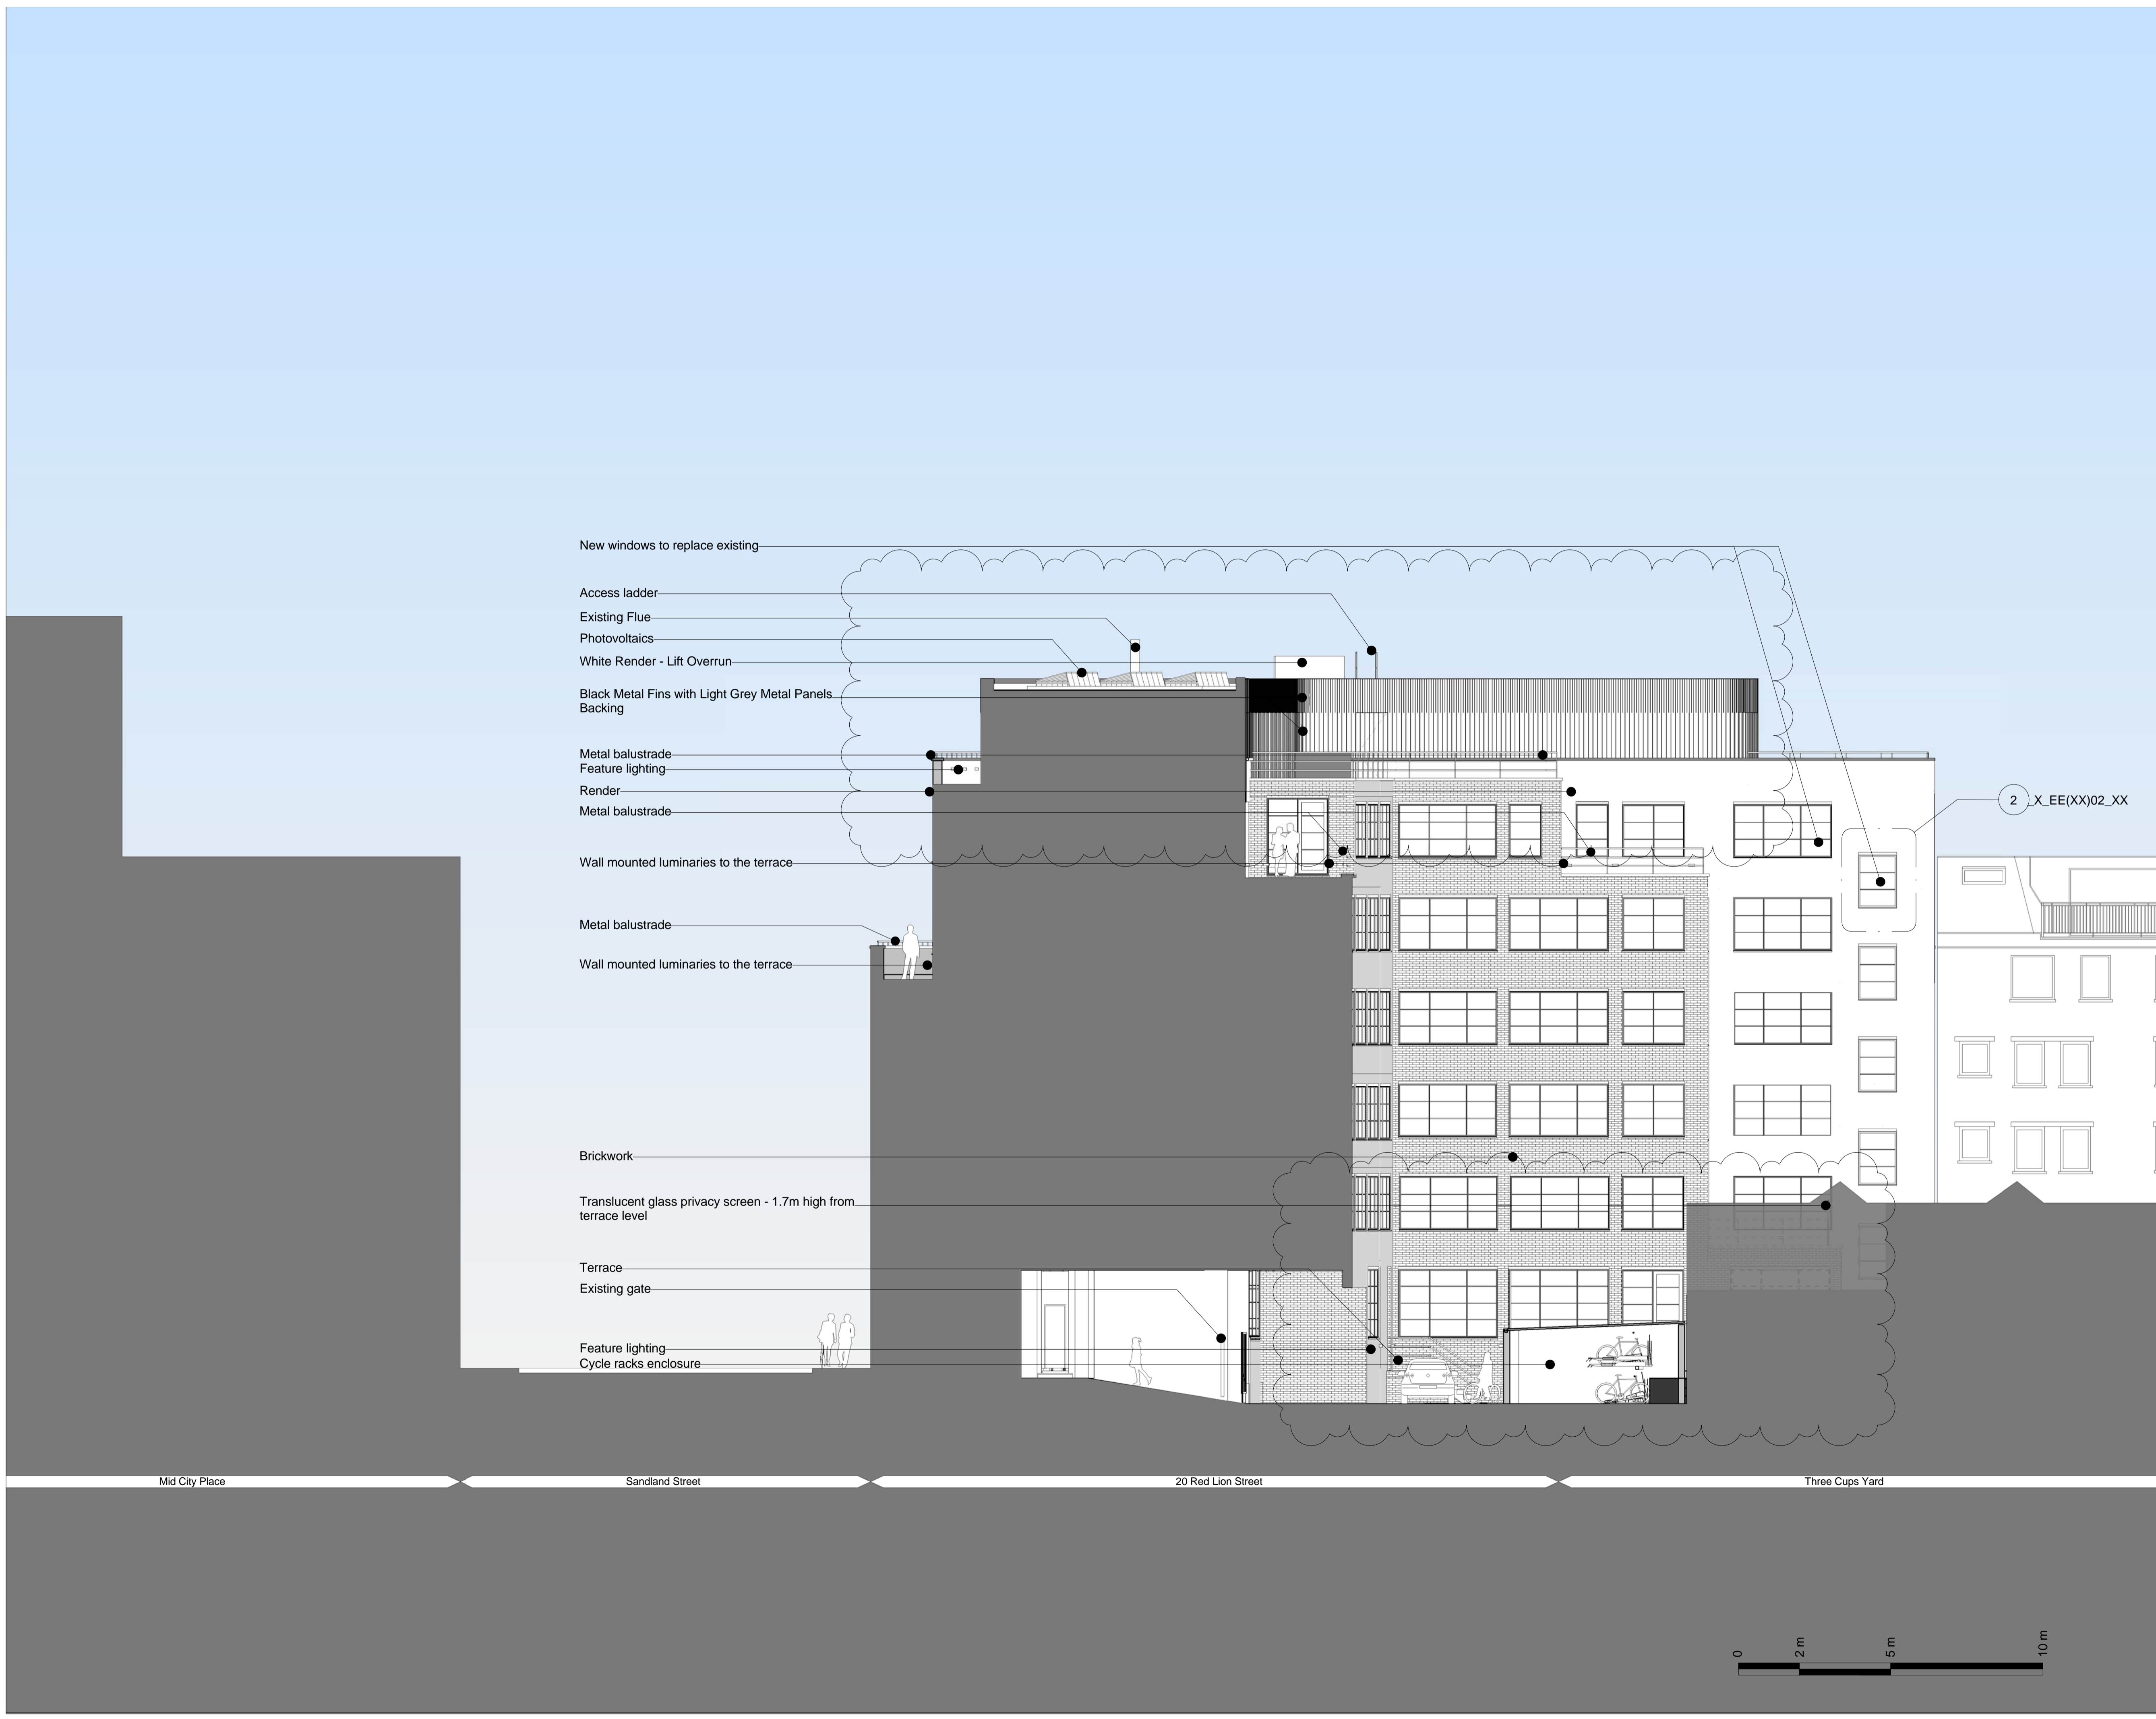 New windows to replace existing
Access ladder
Existing Flue
Photovoltaics
White Render - Lift Overrun
Black Metal Fins with Light Grey Metal Panels
Backing
Metal balustrade
Feature lighting
Render
2 _X_EE(XX)02_XX
Metal balustrade
Wall mounted luminaries to the terrace
Metal balustrade
Wall mounted luminaries to the terrace
Brickwork
Translucent glass privacy screen - 1.7m high from
terrace level
Terrace
Existing gate
Feature lighting
Cycle racks enclosure
Mid City Place
Sandland Street
20 Red Lion Street
Three Cups Yard
0
2 m
5 m
10 m